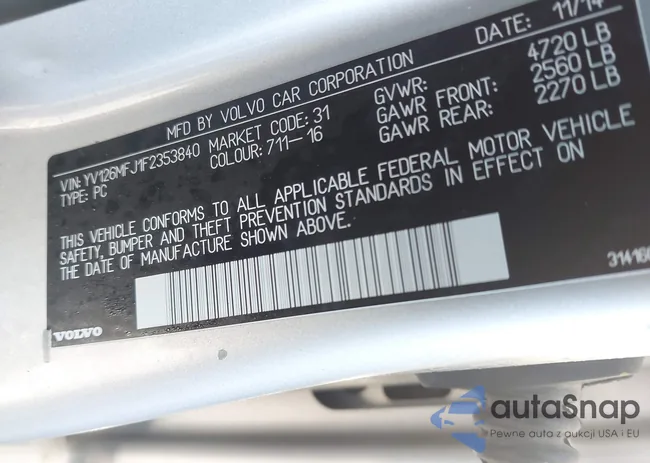 DATE: 11/14
MFD BY VOLVO CAR CORPORATION
GVWR: 4720 LB
GAWR FRONT: 2560 LB
GAWR REAR: 2270 LB
VIN: YV126MFJ1F2353840 MARKET CODE: 31
TYPE: PC COLOUR: 711-16
THIS VEHICLE CONFORMS TO ALL APPLICABLE FEDERAL MOTOR VEHICLE
SAFETY, BUMPER AND THEFT PREVENTION STANDARDS IN EFFECT ON
THE DATE OF MANUFACTURE SHOWN ABOVE.
VOLVO
autaSnap
Pewne auta z aukcji USA i EU